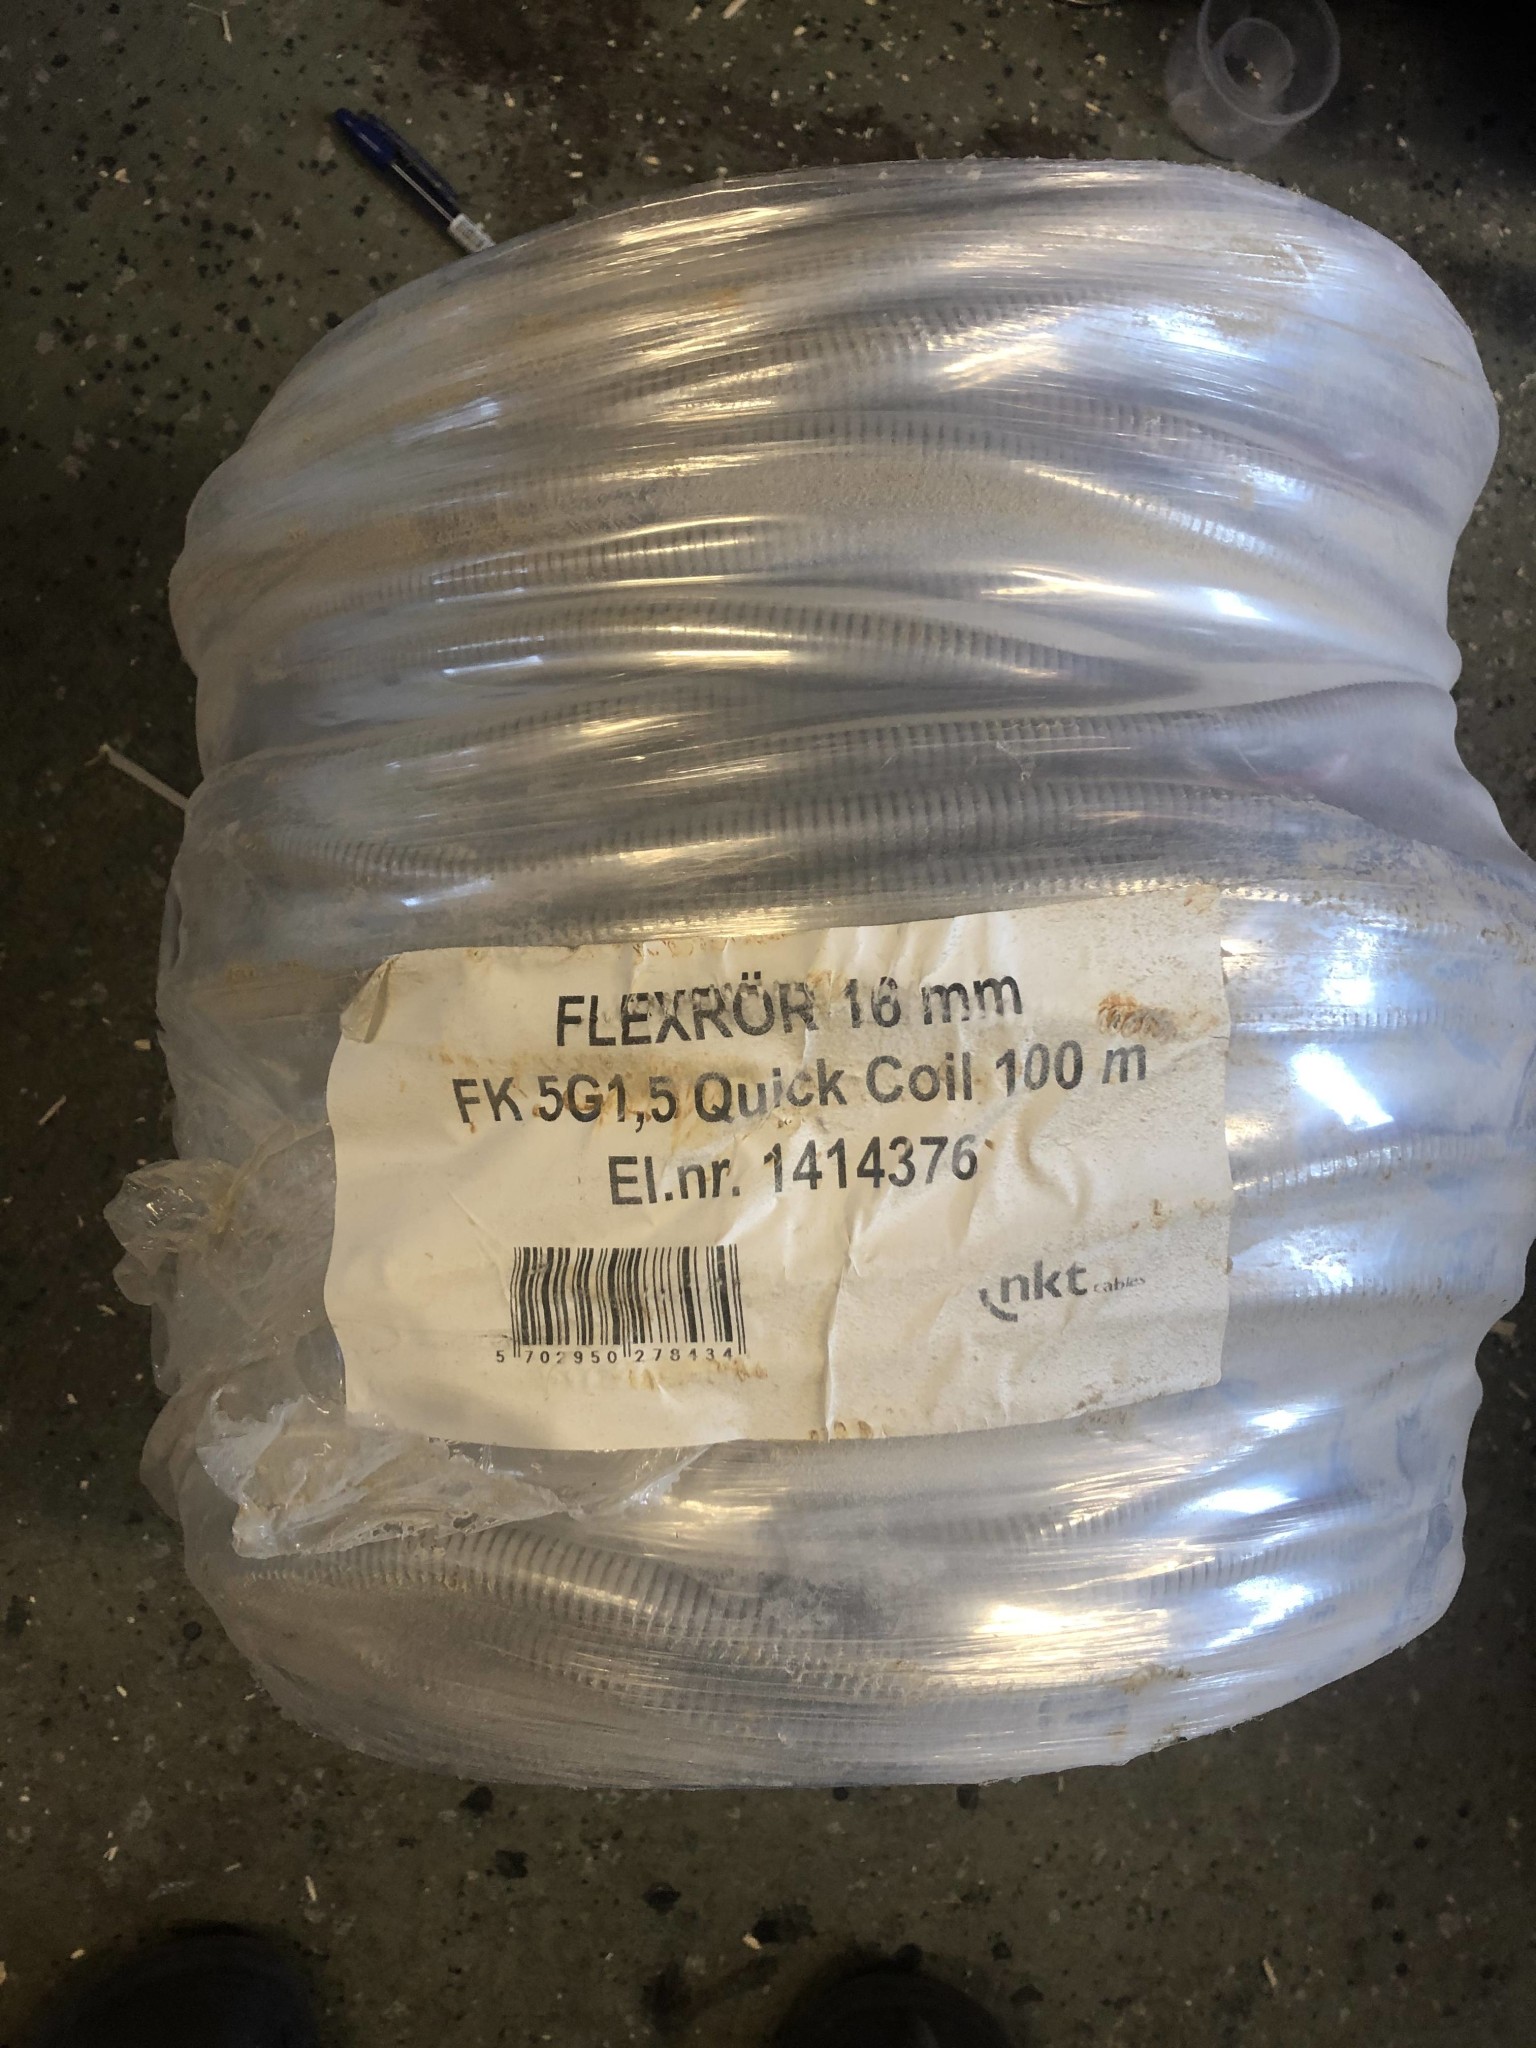 FLEXRÖR 16 mm
FK 5G1,5 Quick Coil 100 m
El.nr. 1414376
nkt cables
5 702950 278434